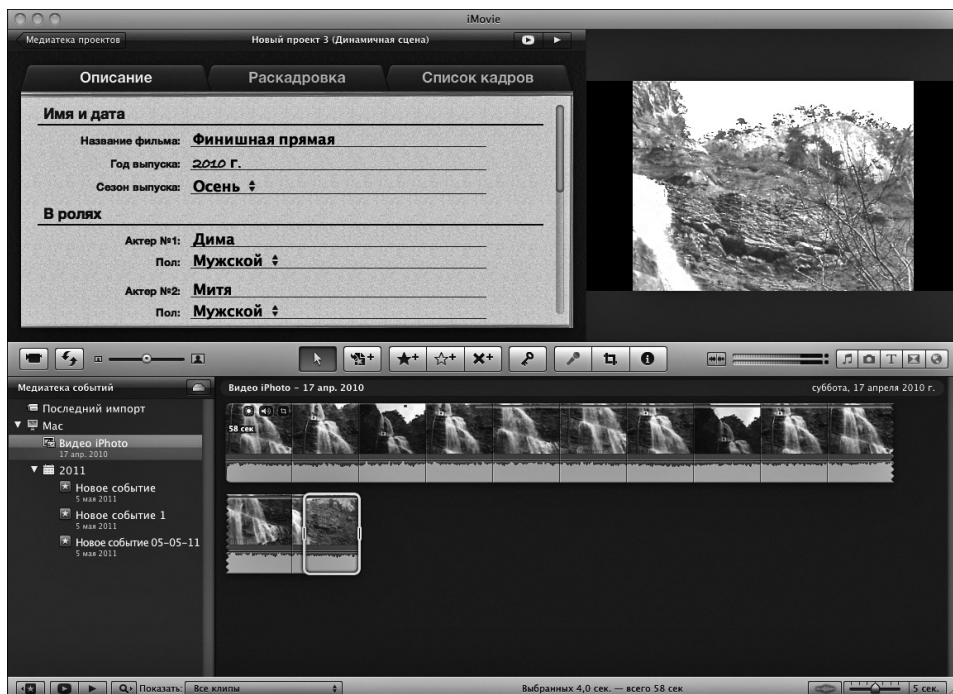 iMovie
Медиатека проектов
Новый проект 3 (Динамичная сцена)
Описание
Раскадровка
Список кадров
Имя и дата
Название фильма: Финишная прямая
Год выпуска: 2010 г.
Сезон выпуска: Осень
В ролях
Актер №1: Дима
Пол: Мужской
Актер №2: Митя
Пол: Мужской
Медиатека событий
Последний импорт
Mac
Видео iPhoto
17 апр. 2010
2011
Новое событие
5 мая 2011
Новое событие 1
5 мая 2011
Новое событие 05-05-11
5 мая 2011
Видео iPhoto – 17 апр. 2010
суббота, 17 апреля 2010 г.
58 сек
Показать: Все клипы
Выбранных 4,0 сек. — всего 58 сек
5 сек.